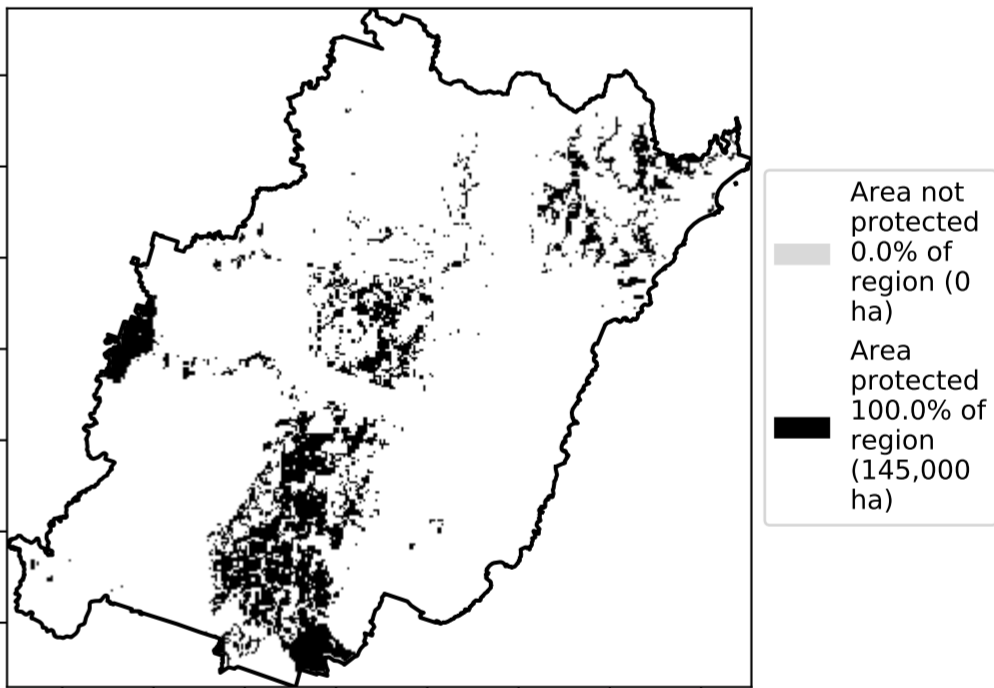 Area not
protected
0.0% of
region (0
ha)
Area
protected
100.0% of
region
(145,000
ha)